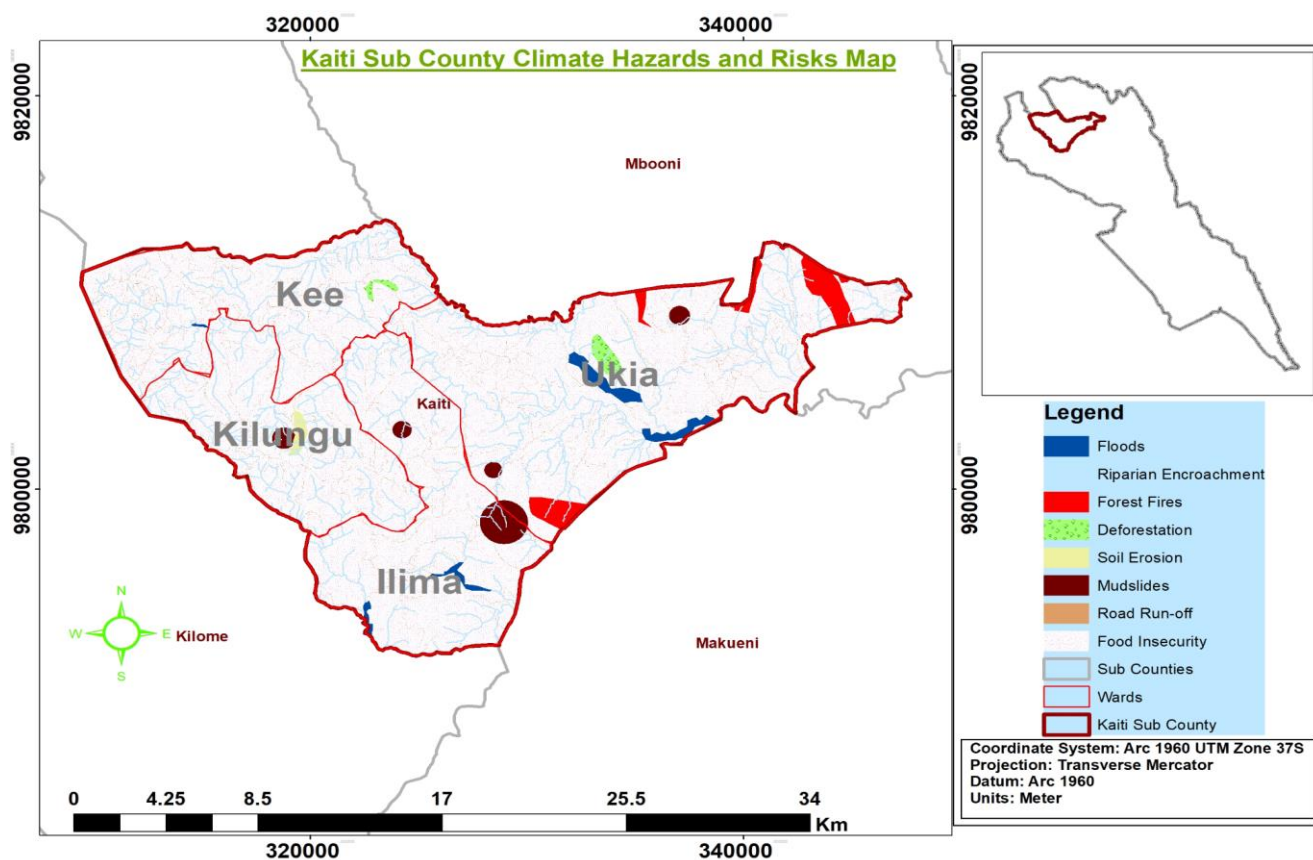 320000 340000
Kaiti Sub County Climate Hazards and Risks Map
9820000 9820000
Mbooni
Kee
Ukia
Kaiti
Kilungu
9800000 9800000
Ilima
N
W E
S
Kilome
Makueni
0 4.25 8.5 17 25.5 34
Km
320000 340000
Legend
Floods
Riparian Encroachment
Forest Fires
Deforestation
Soil Erosion
Mudslides
Road Run-off
Food Insecurity
Sub Counties
Wards
Kaiti Sub County
Coordinate System: Arc 1960 UTM Zone 37S
Projection: Transverse Mercator
Datum: Arc 1960
Units: Meter